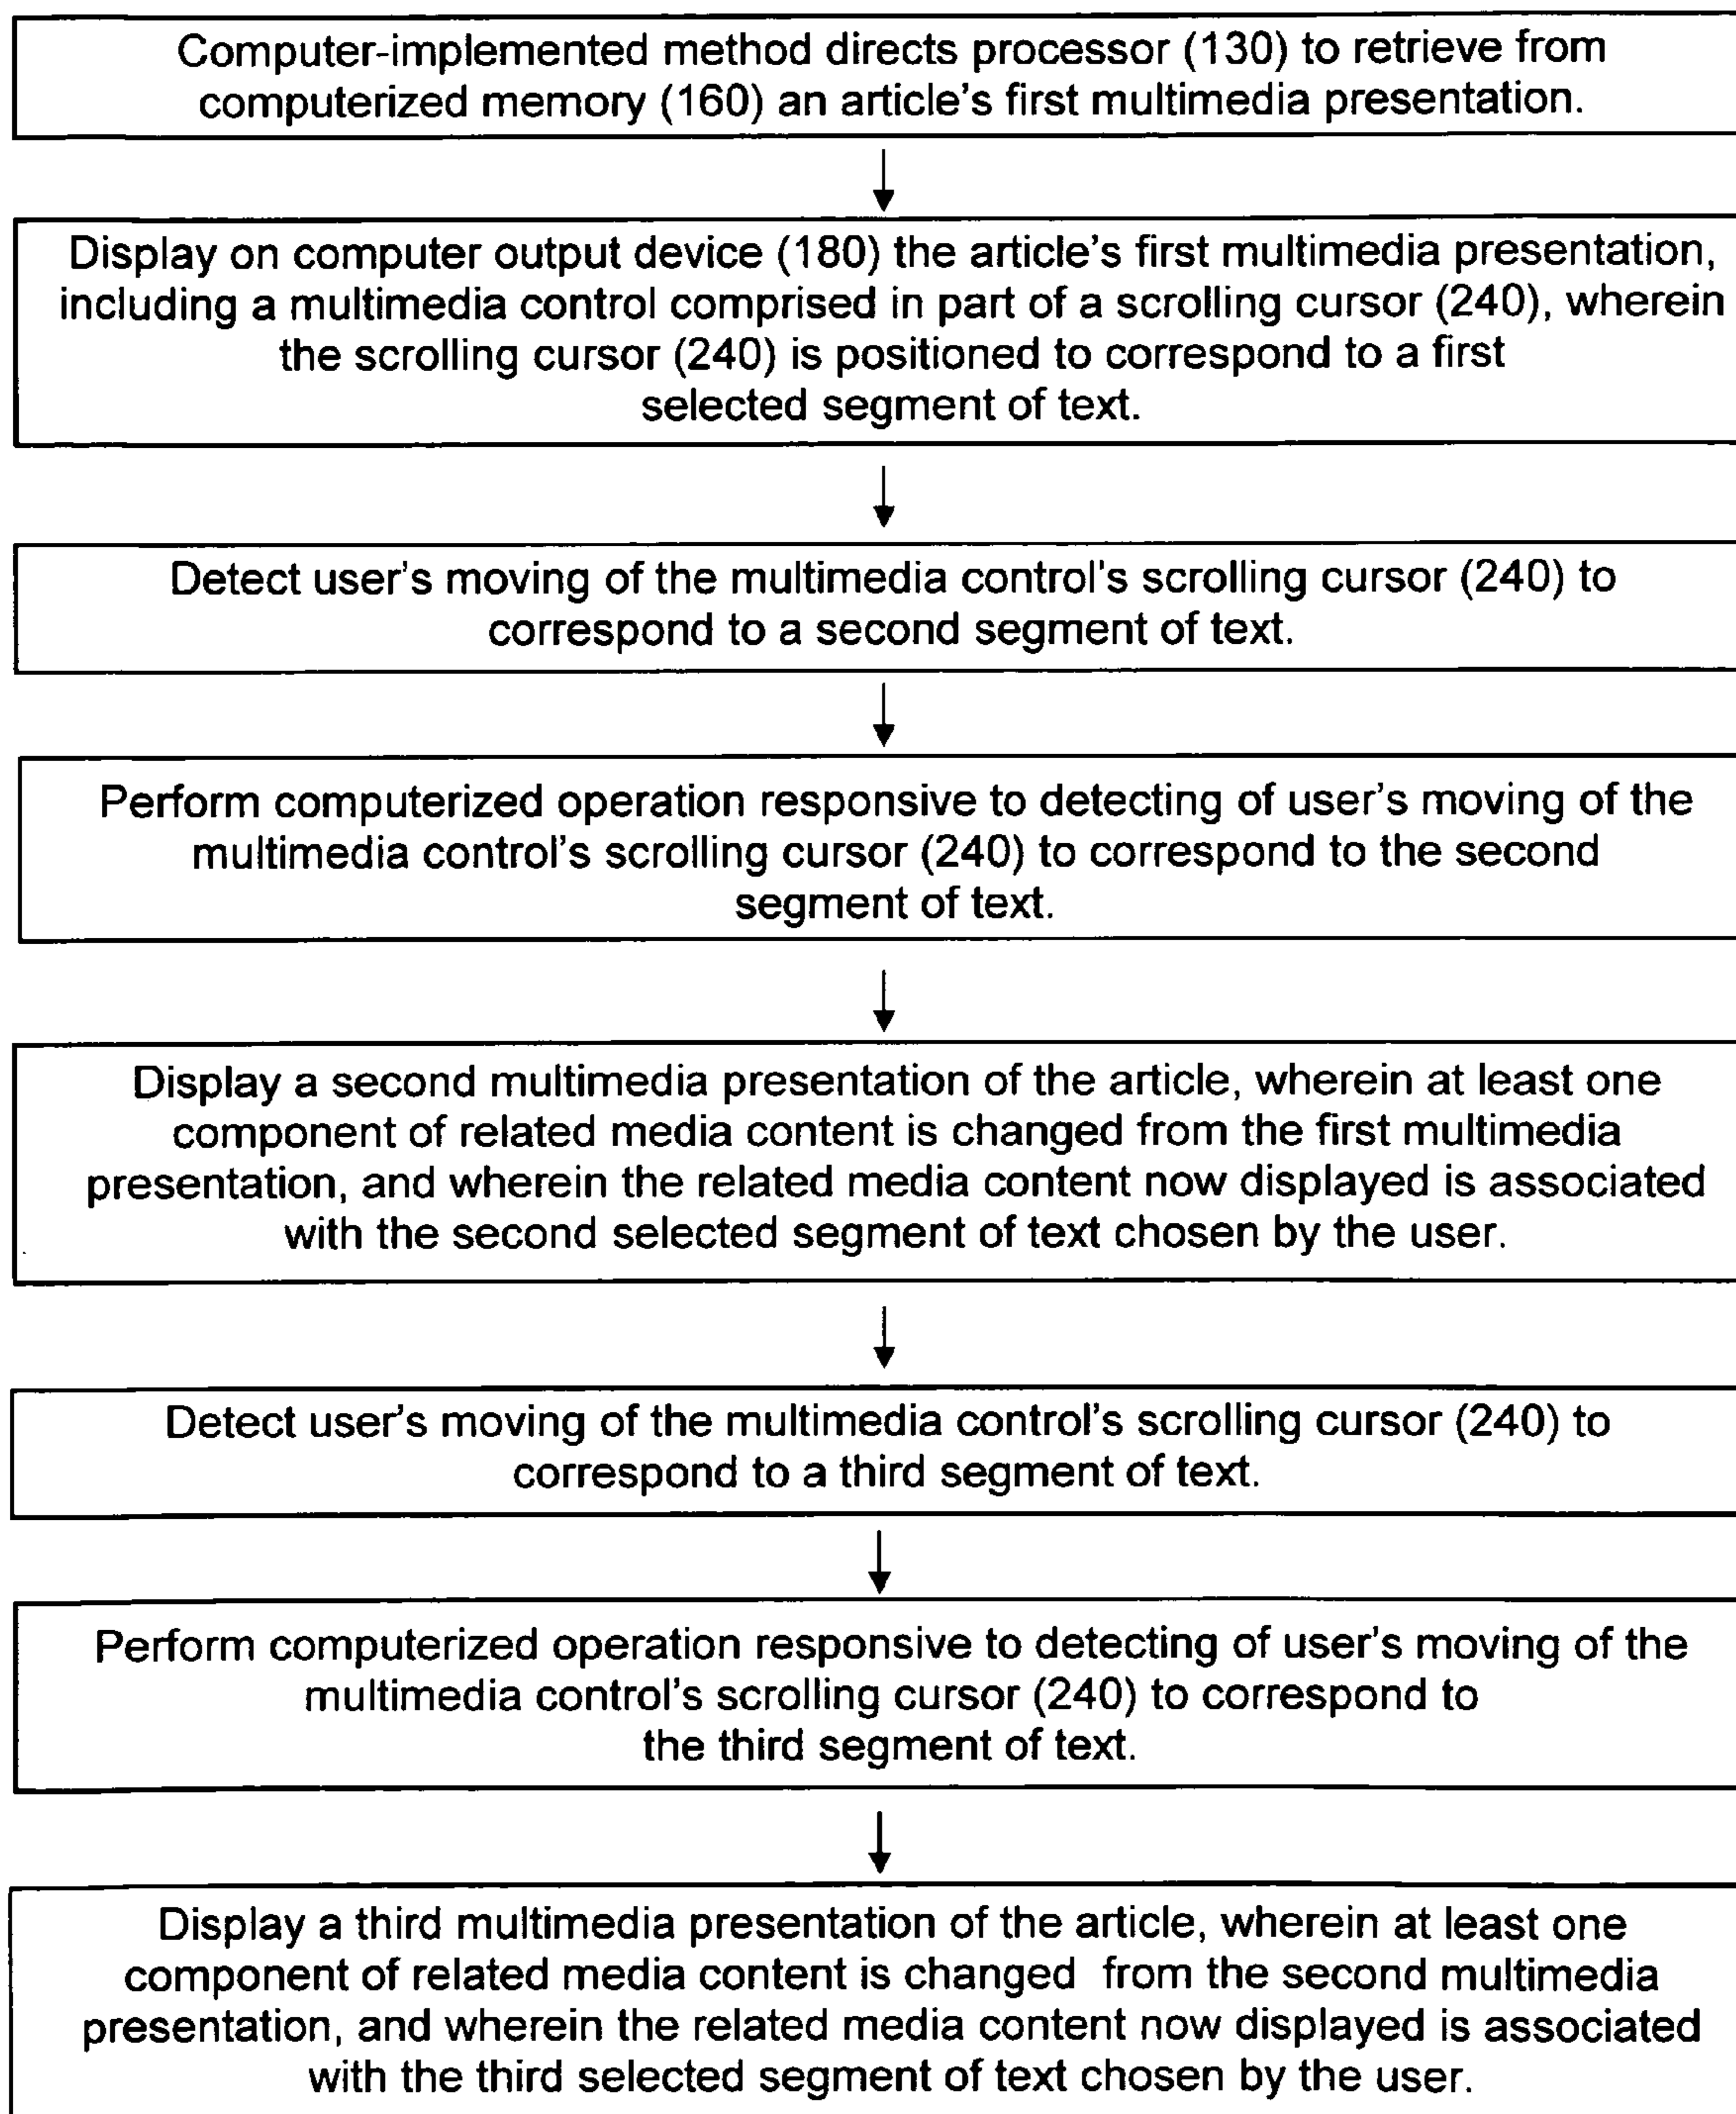 Computer-implemented method directs processor (130) to retrieve from
computerized memory (160) an article's first multimedia presentation.
Display on computer output device (180) the article's first multimedia presentation,
including a multimedia control comprised in part of a scrolling cursor (240), wherein
the scrolling cursor (240) is positioned to correspond to a first
selected segment of text.
Detect user's moving of the multimedia control's scrolling cursor (240) to
correspond to a second segment of text.
Perform computerized operation responsive to detecting of user's moving of the
multimedia control's scrolling cursor (240) to correspond to the second
segment of text.
Display a second multimedia presentation of the article, wherein at least one
component of related media content is changed from the first multimedia
presentation, and wherein the related media content now displayed is associated
with the second selected segment of text chosen by the user.
Detect user's moving of the multimedia control's scrolling cursor (240) to
correspond to a third segment of text.
Perform computerized operation responsive to detecting of user's moving of the
multimedia control's scrolling cursor (240) to correspond to
the third segment of text.
Display a third multimedia presentation of the article, wherein at least one
component of related media content is changed from the second multimedia
presentation, and wherein the related media content now displayed is associated
with the third selected segment of text chosen by the user.